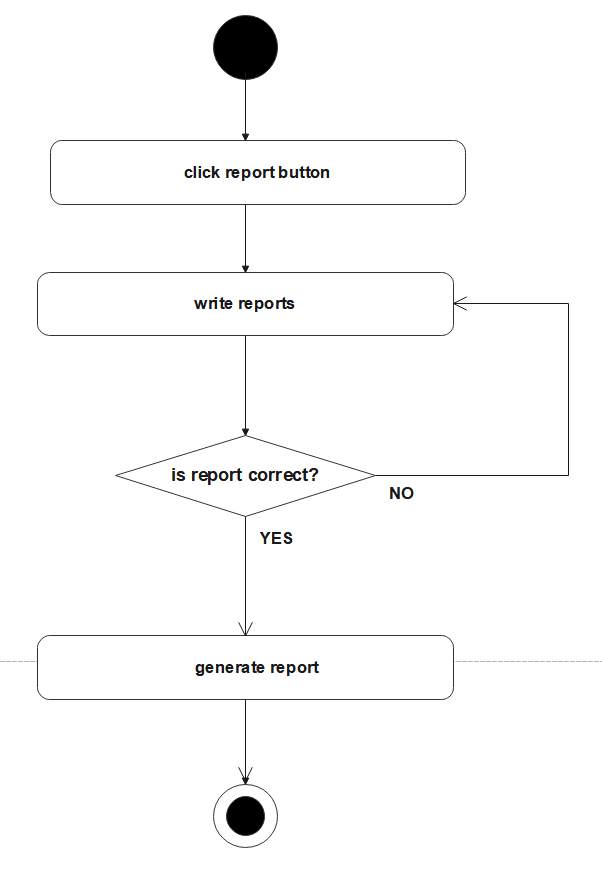 click report button
write reports
is report correct?
NO
YES
generate report